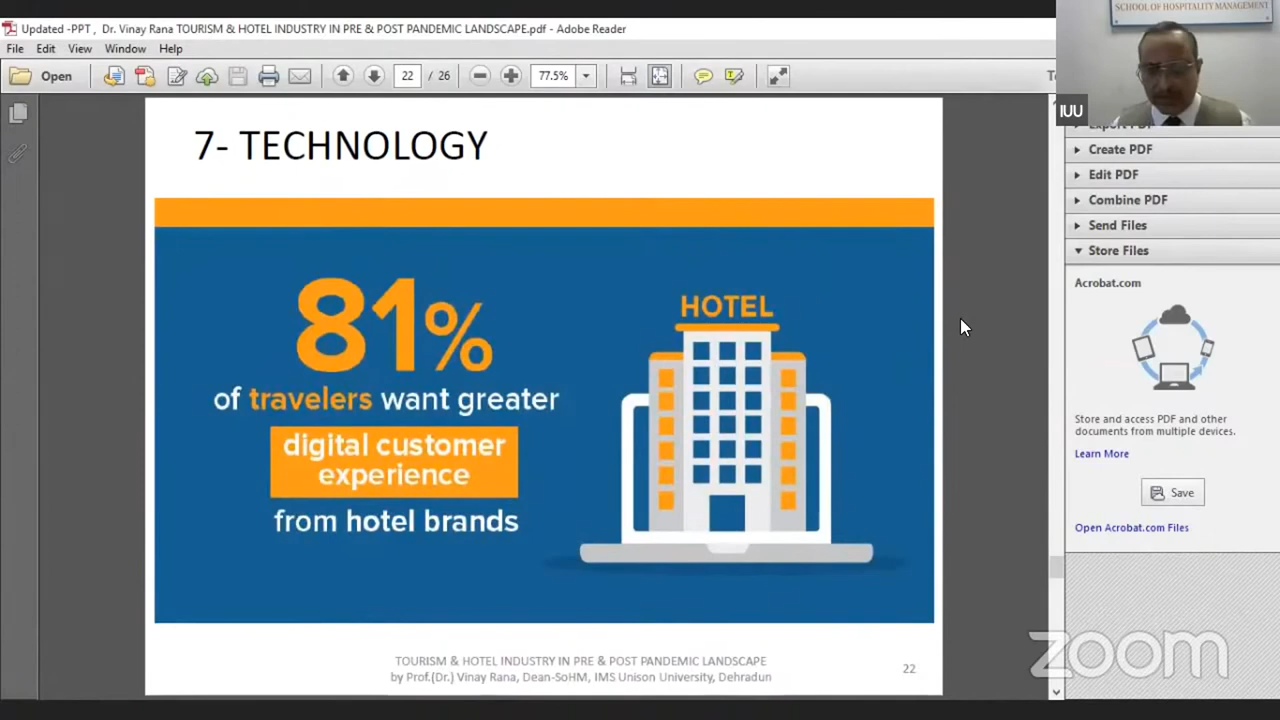 Updated -PPT , Dr. Vinay Rana TOURISM & HOTEL INDUSTRY IN PRE & POST PANDEMIC LANDSCAPE.pdf - Adobe Reader
SCHOOL OF HOSPITALITY MANAGEMENT
File Edit View Window Help
Open 22 / 26 77.5%
IUU
Export PDF
Create PDF
Edit PDF
Combine PDF
Send Files
Store Files
Acrobat.com
Store and access PDF and other
documents from multiple devices.
Learn More
Save
Open Acrobat.com Files
7- TECHNOLOGY
81%
of travelers want greater
digital customer
experience
from hotel brands
HOTEL
TOURISM & HOTEL INDUSTRY IN PRE & POST PANDEMIC LANDSCAPE
by Prof.(Dr.) Vinay Rana, Dean-SoHM, IMS Unison University, Dehradun
22
zoom